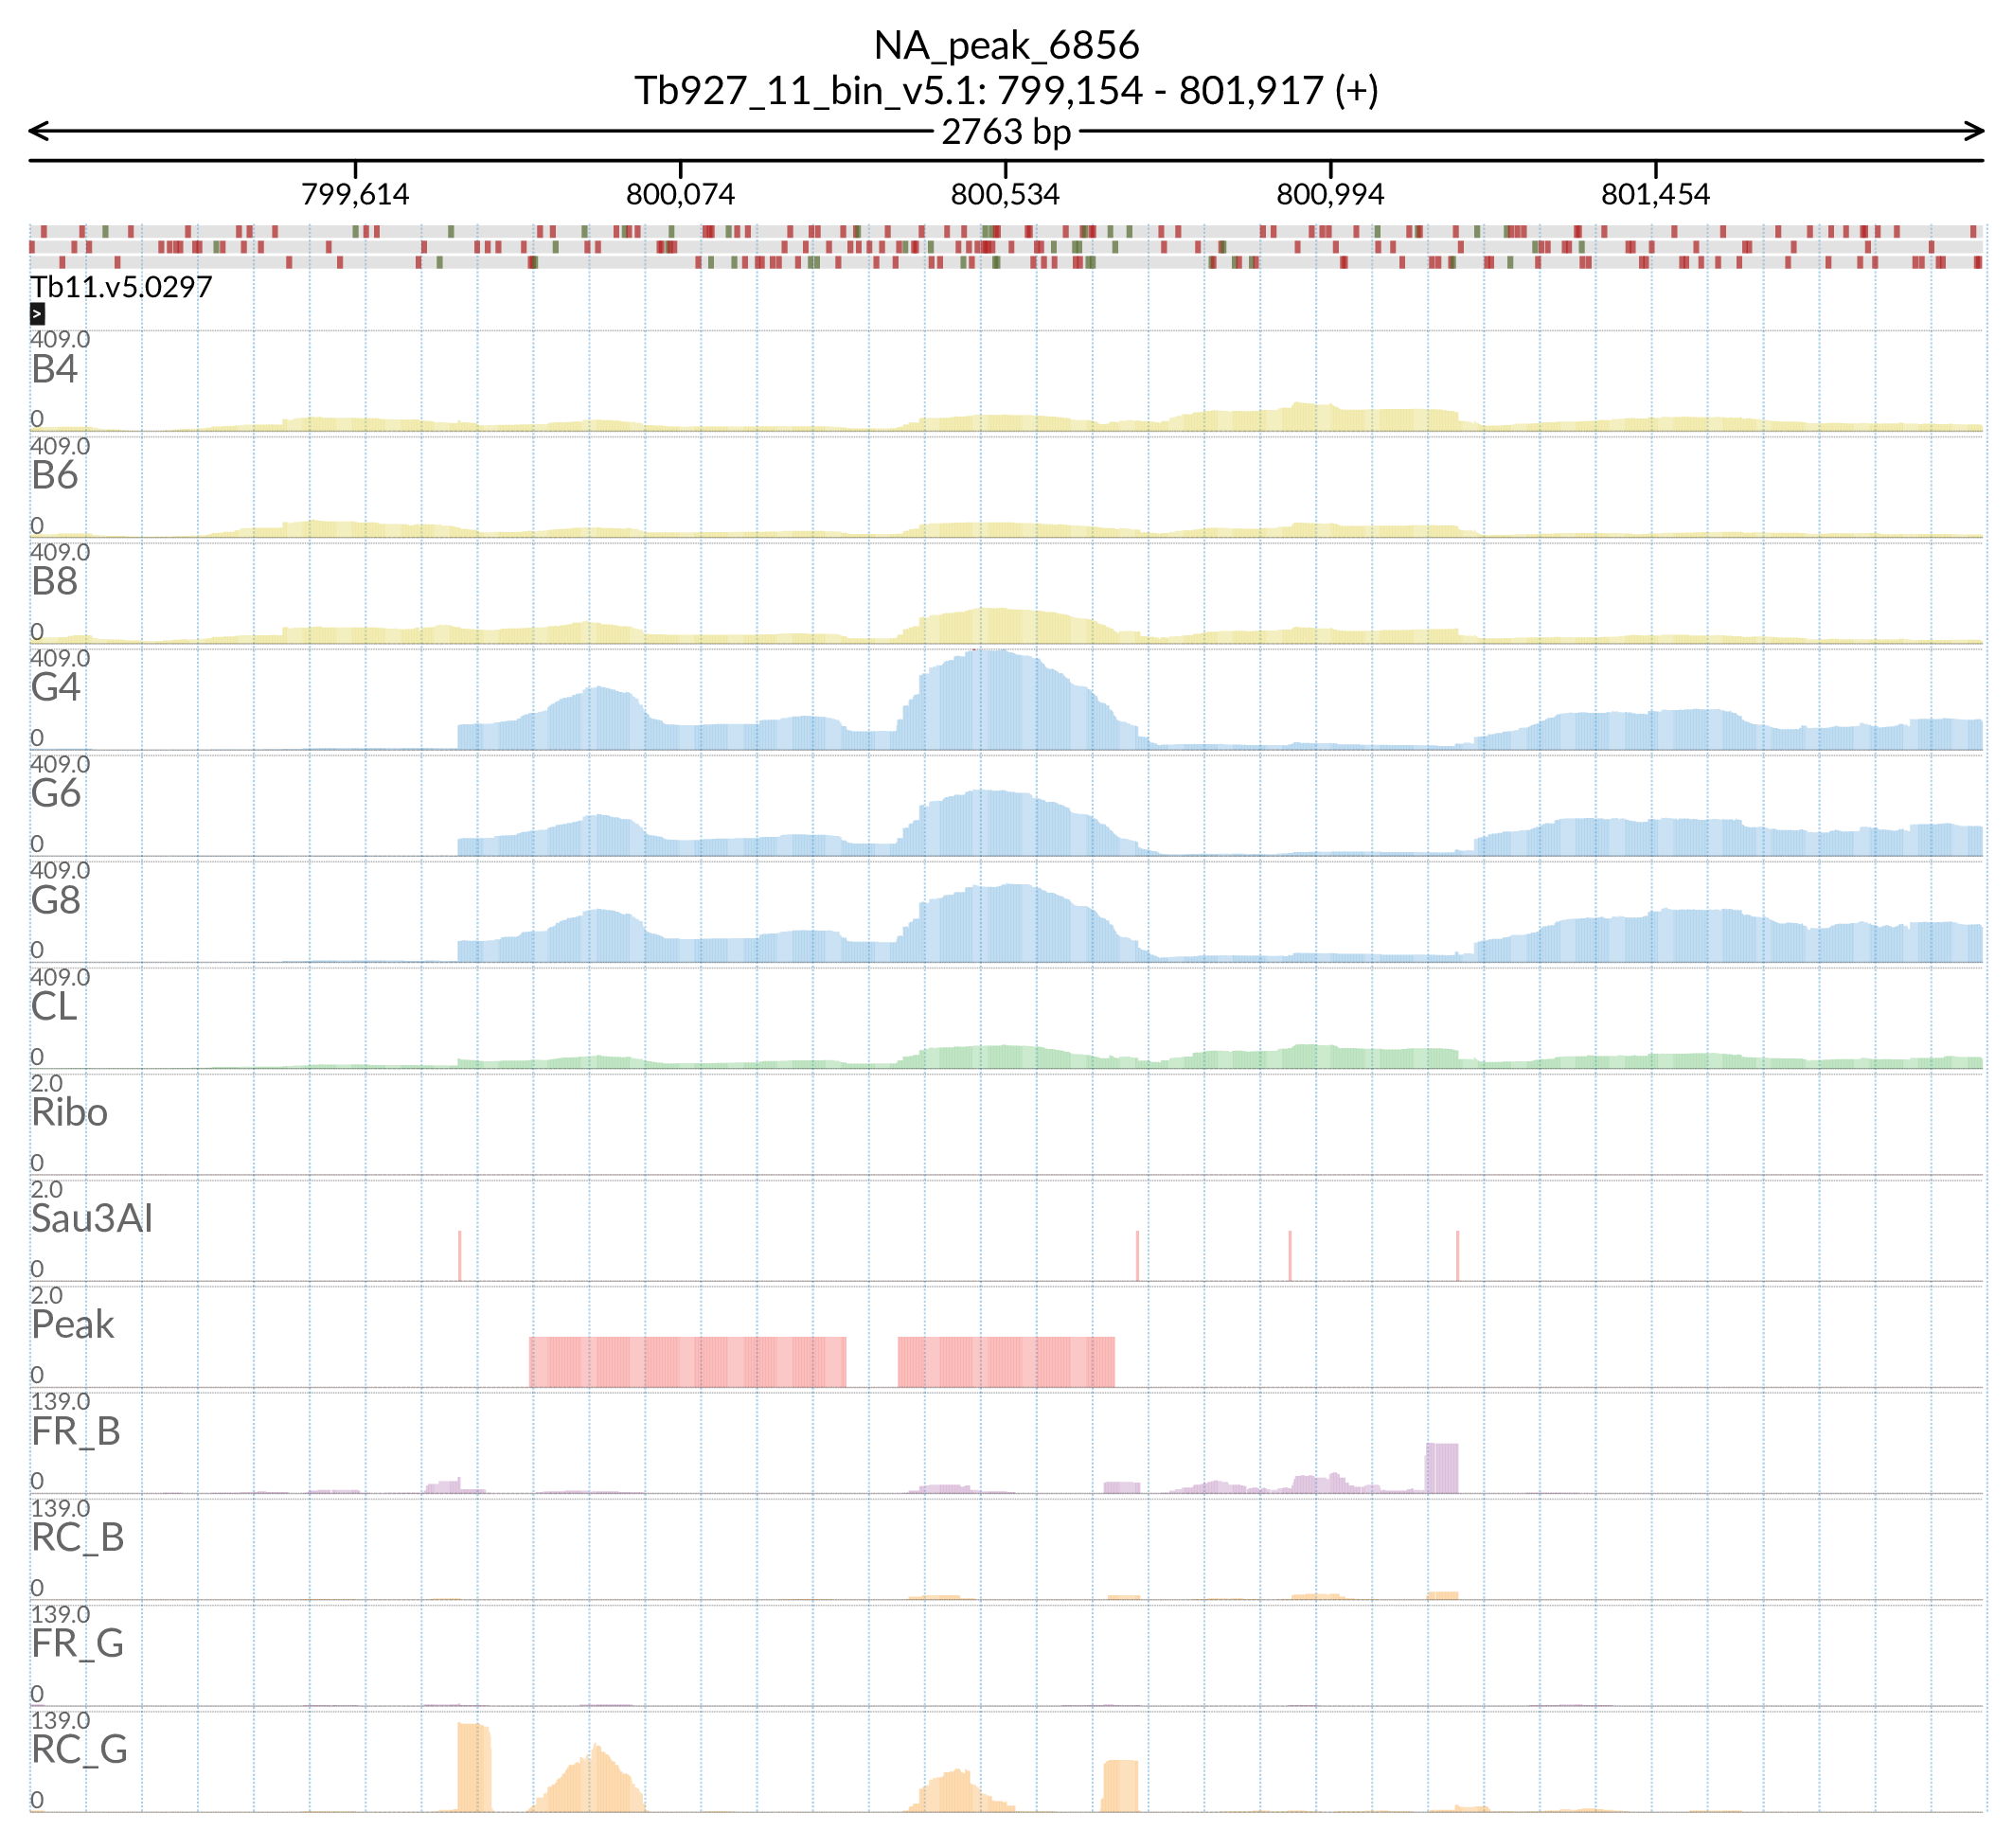 NA_peak_6856
Tb927_11_bin_v5.1: 799,154 - 801,917 (+)
2763 bp
799,614 800,074 800,534 800,994 801,454
Tb11.v5.0297
>
409.0
B4
0
409.0
B6
0
409.0
B8
0
409.0
G4
0
409.0
G6
0
409.0
G8
0
409.0
CL
0
2.0
Ribo
0
2.0
Sau3AI
0
2.0
Peak
0
139.0
FR_B
0
139.0
RC_B
0
139.0
FR_G
0
139.0
RC_G
0